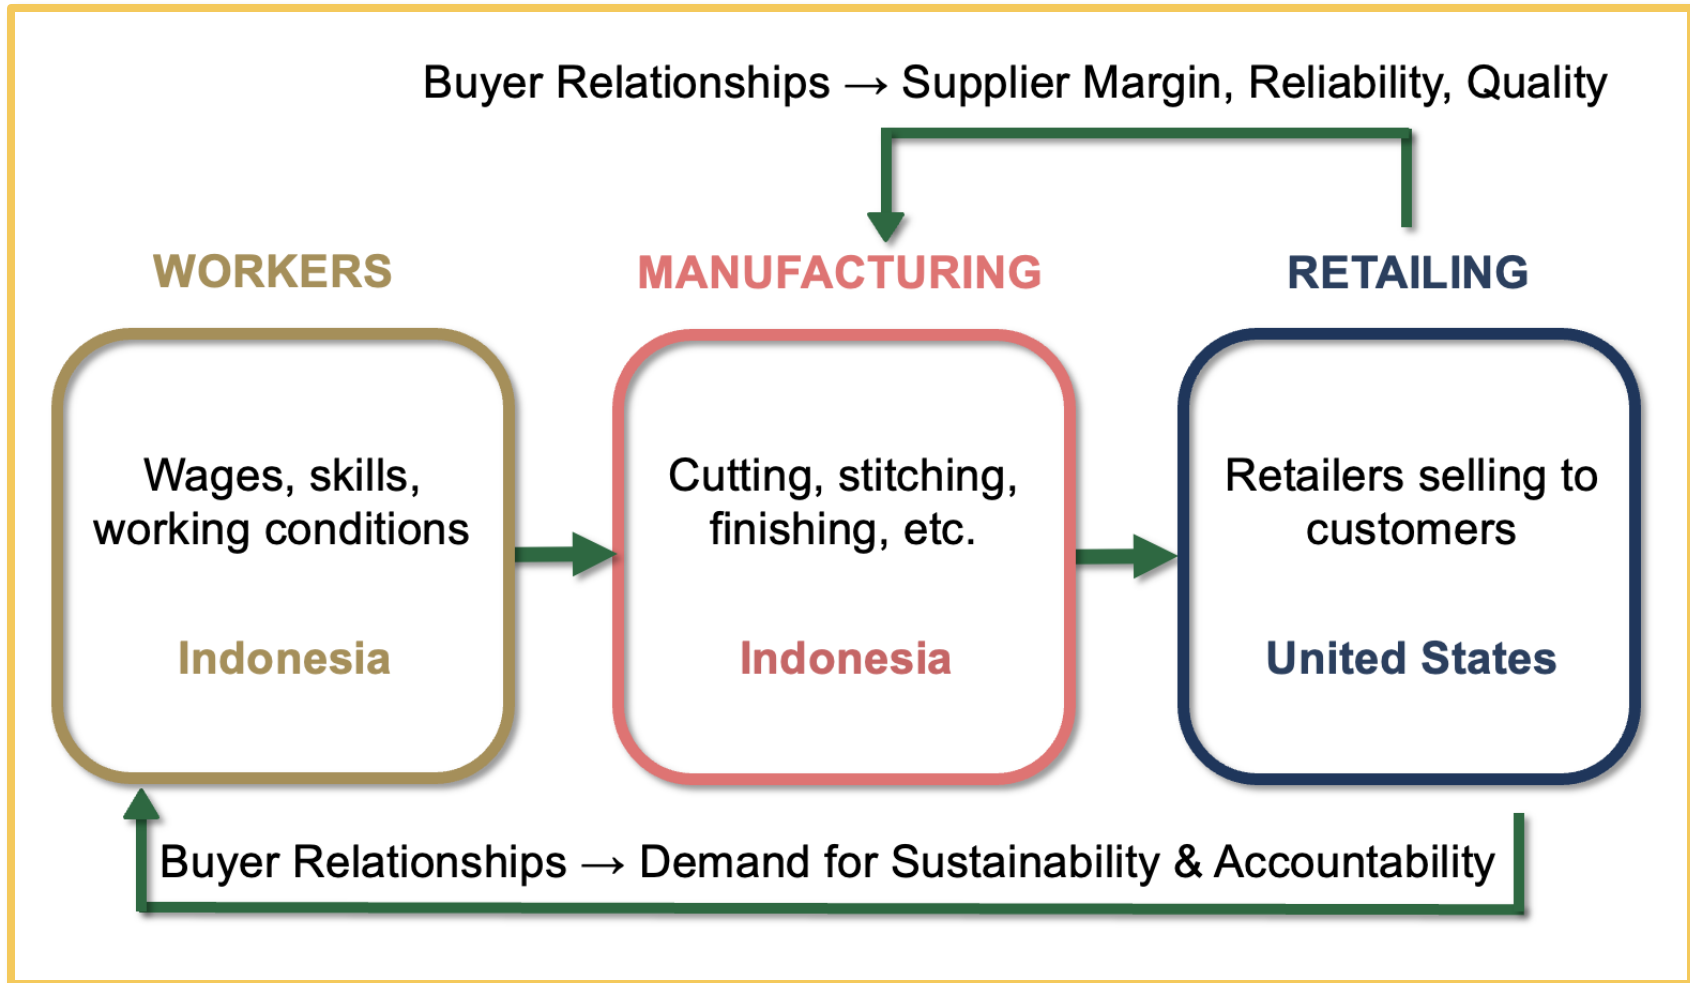 Buyer Relationships → Supplier Margin, Reliability, Quality
WORKERS
MANUFACTURING
RETAILING
Wages, skills,
working conditions
Indonesia
Cutting, stitching,
finishing, etc.
Indonesia
Retailers selling to
customers
United States
Buyer Relationships → Demand for Sustainability & Accountability